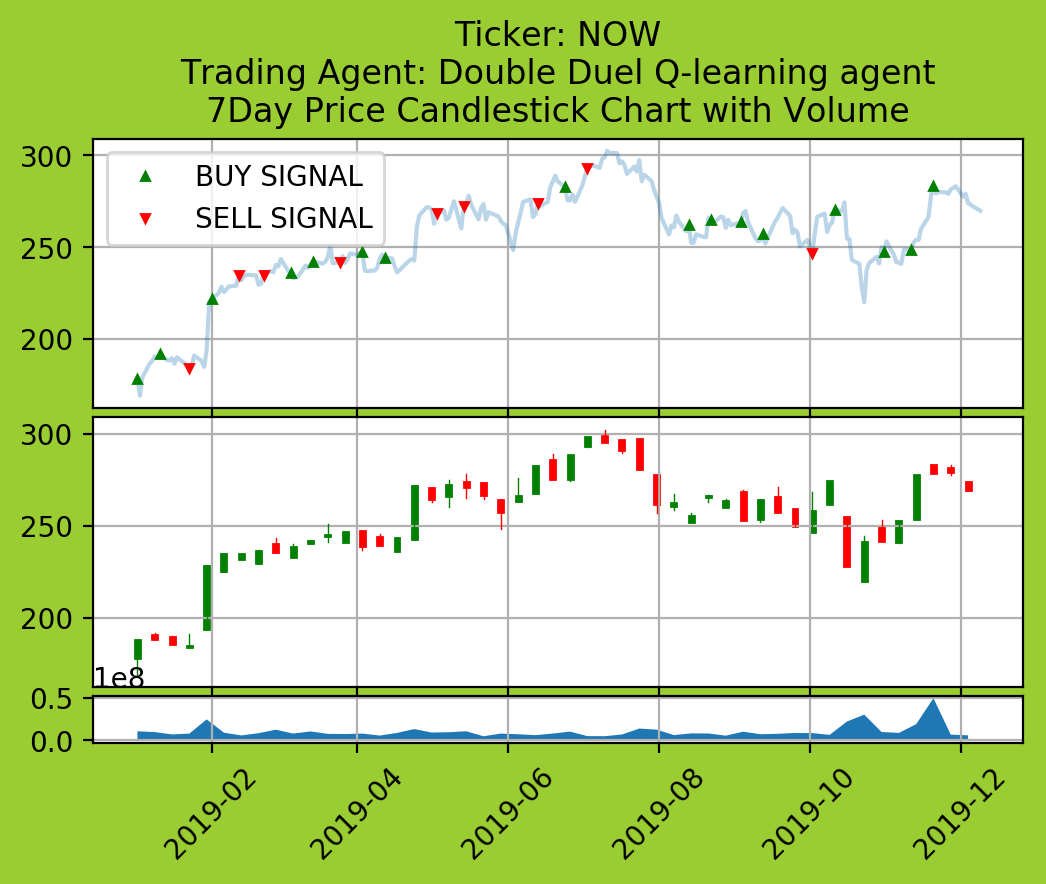 Ticker: NOW
Trading Agent: Double Duel Q-learning agent
7Day Price Candlestick Chart with Volume
300
250
200
BUY SIGNAL
SELL SIGNAL
300
250
200
1e8
0.5
0.0
2019-02
2019-04
2019-06
2019-08
2019-10
2019-12